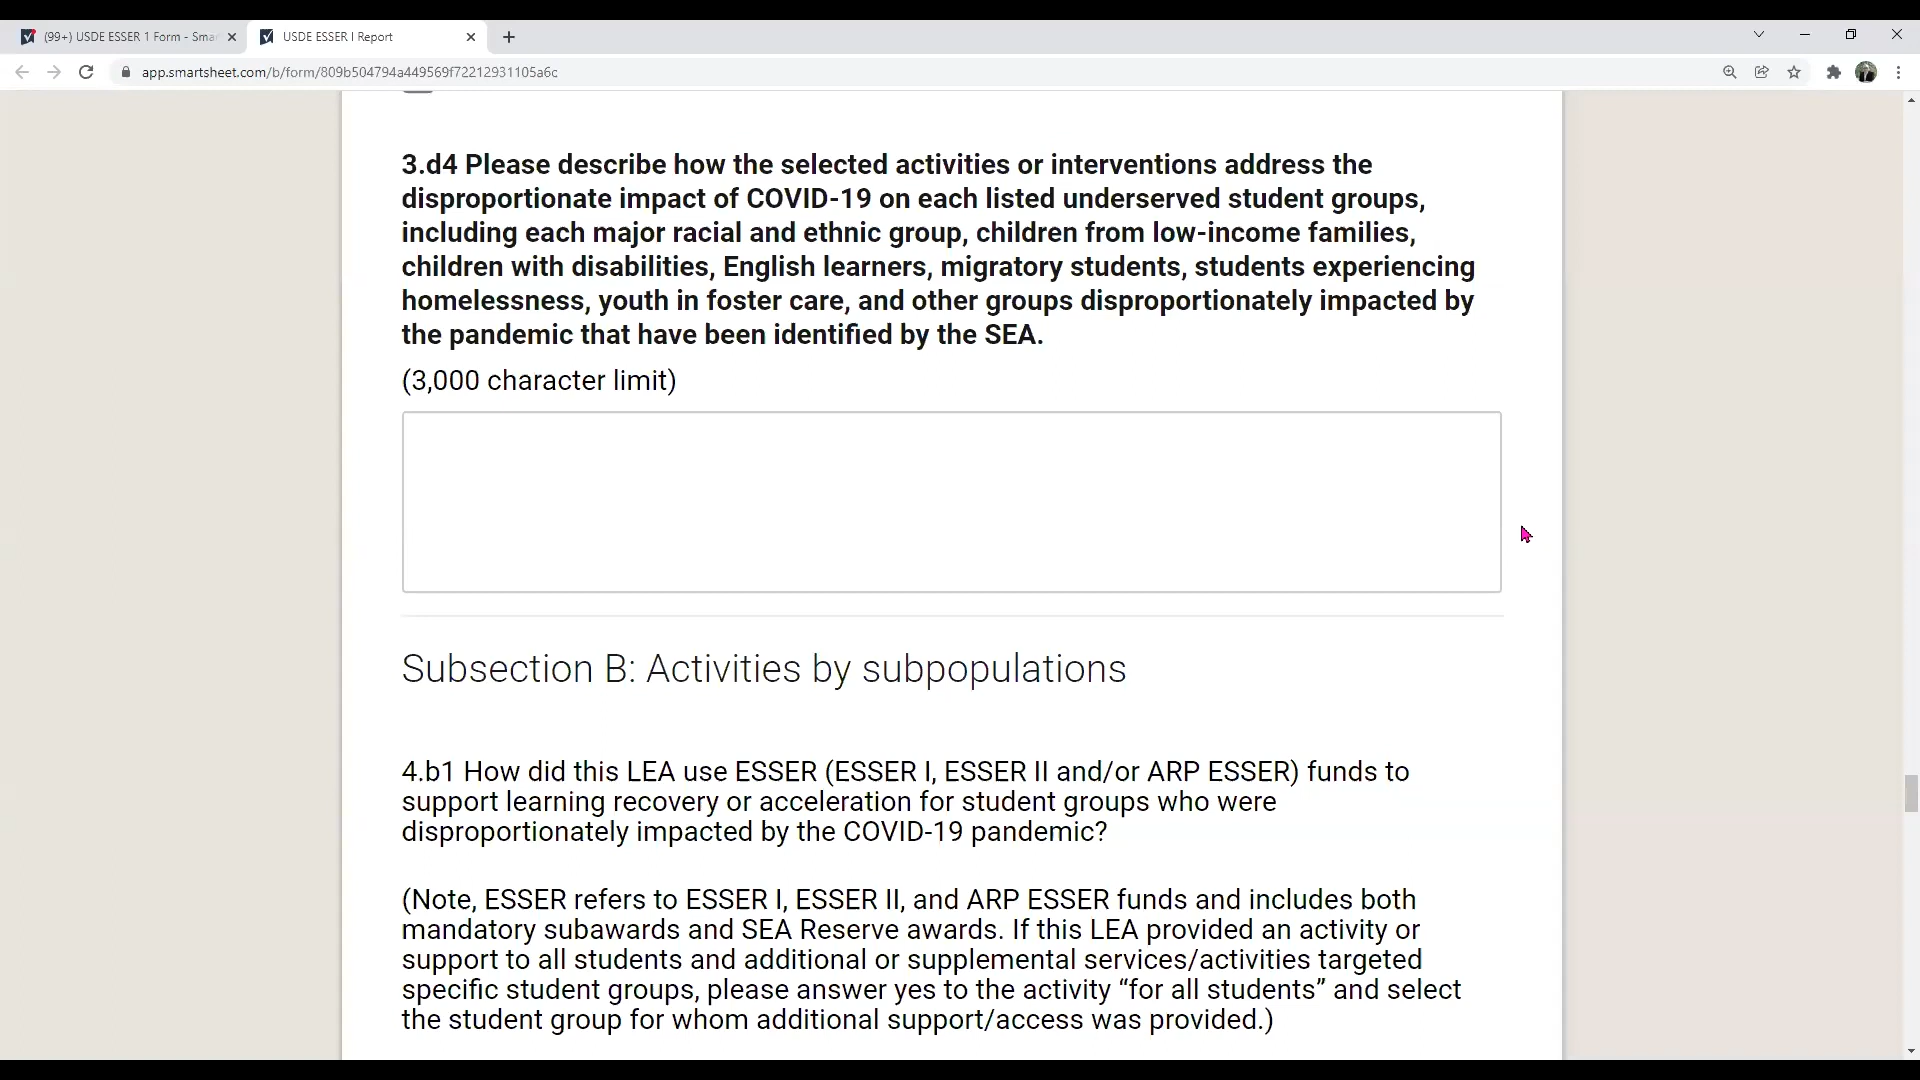 (99+) USDE ESSER 1 Form - Sma
USDE ESSER I Report
app.smartsheet.com/b/form/809b504794a449569f72212931105a6c
3.d4 Please describe how the selected activities or interventions address the
disproportionate impact of COVID-19 on each listed underserved student groups,
including each major racial and ethnic group, children from low-income families,
children with disabilities, English learners, migratory students, students experiencing
homelessness, youth in foster care, and other groups disproportionately impacted by
the pandemic that have been identified by the SEA.
(3,000 character limit)
Subsection B: Activities by subpopulations
4.b1 How did this LEA use ESSER (ESSER I, ESSER II and/or ARP ESSER) funds to
support learning recovery or acceleration for student groups who were
disproportionately impacted by the COVID-19 pandemic?
(Note, ESSER refers to ESSER I, ESSER II, and ARP ESSER funds and includes both
mandatory subawards and SEA Reserve awards. If this LEA provided an activity or
support to all students and additional or supplemental services/activities targeted
specific student groups, please answer yes to the activity “for all students” and select
the student group for whom additional support/access was provided.)